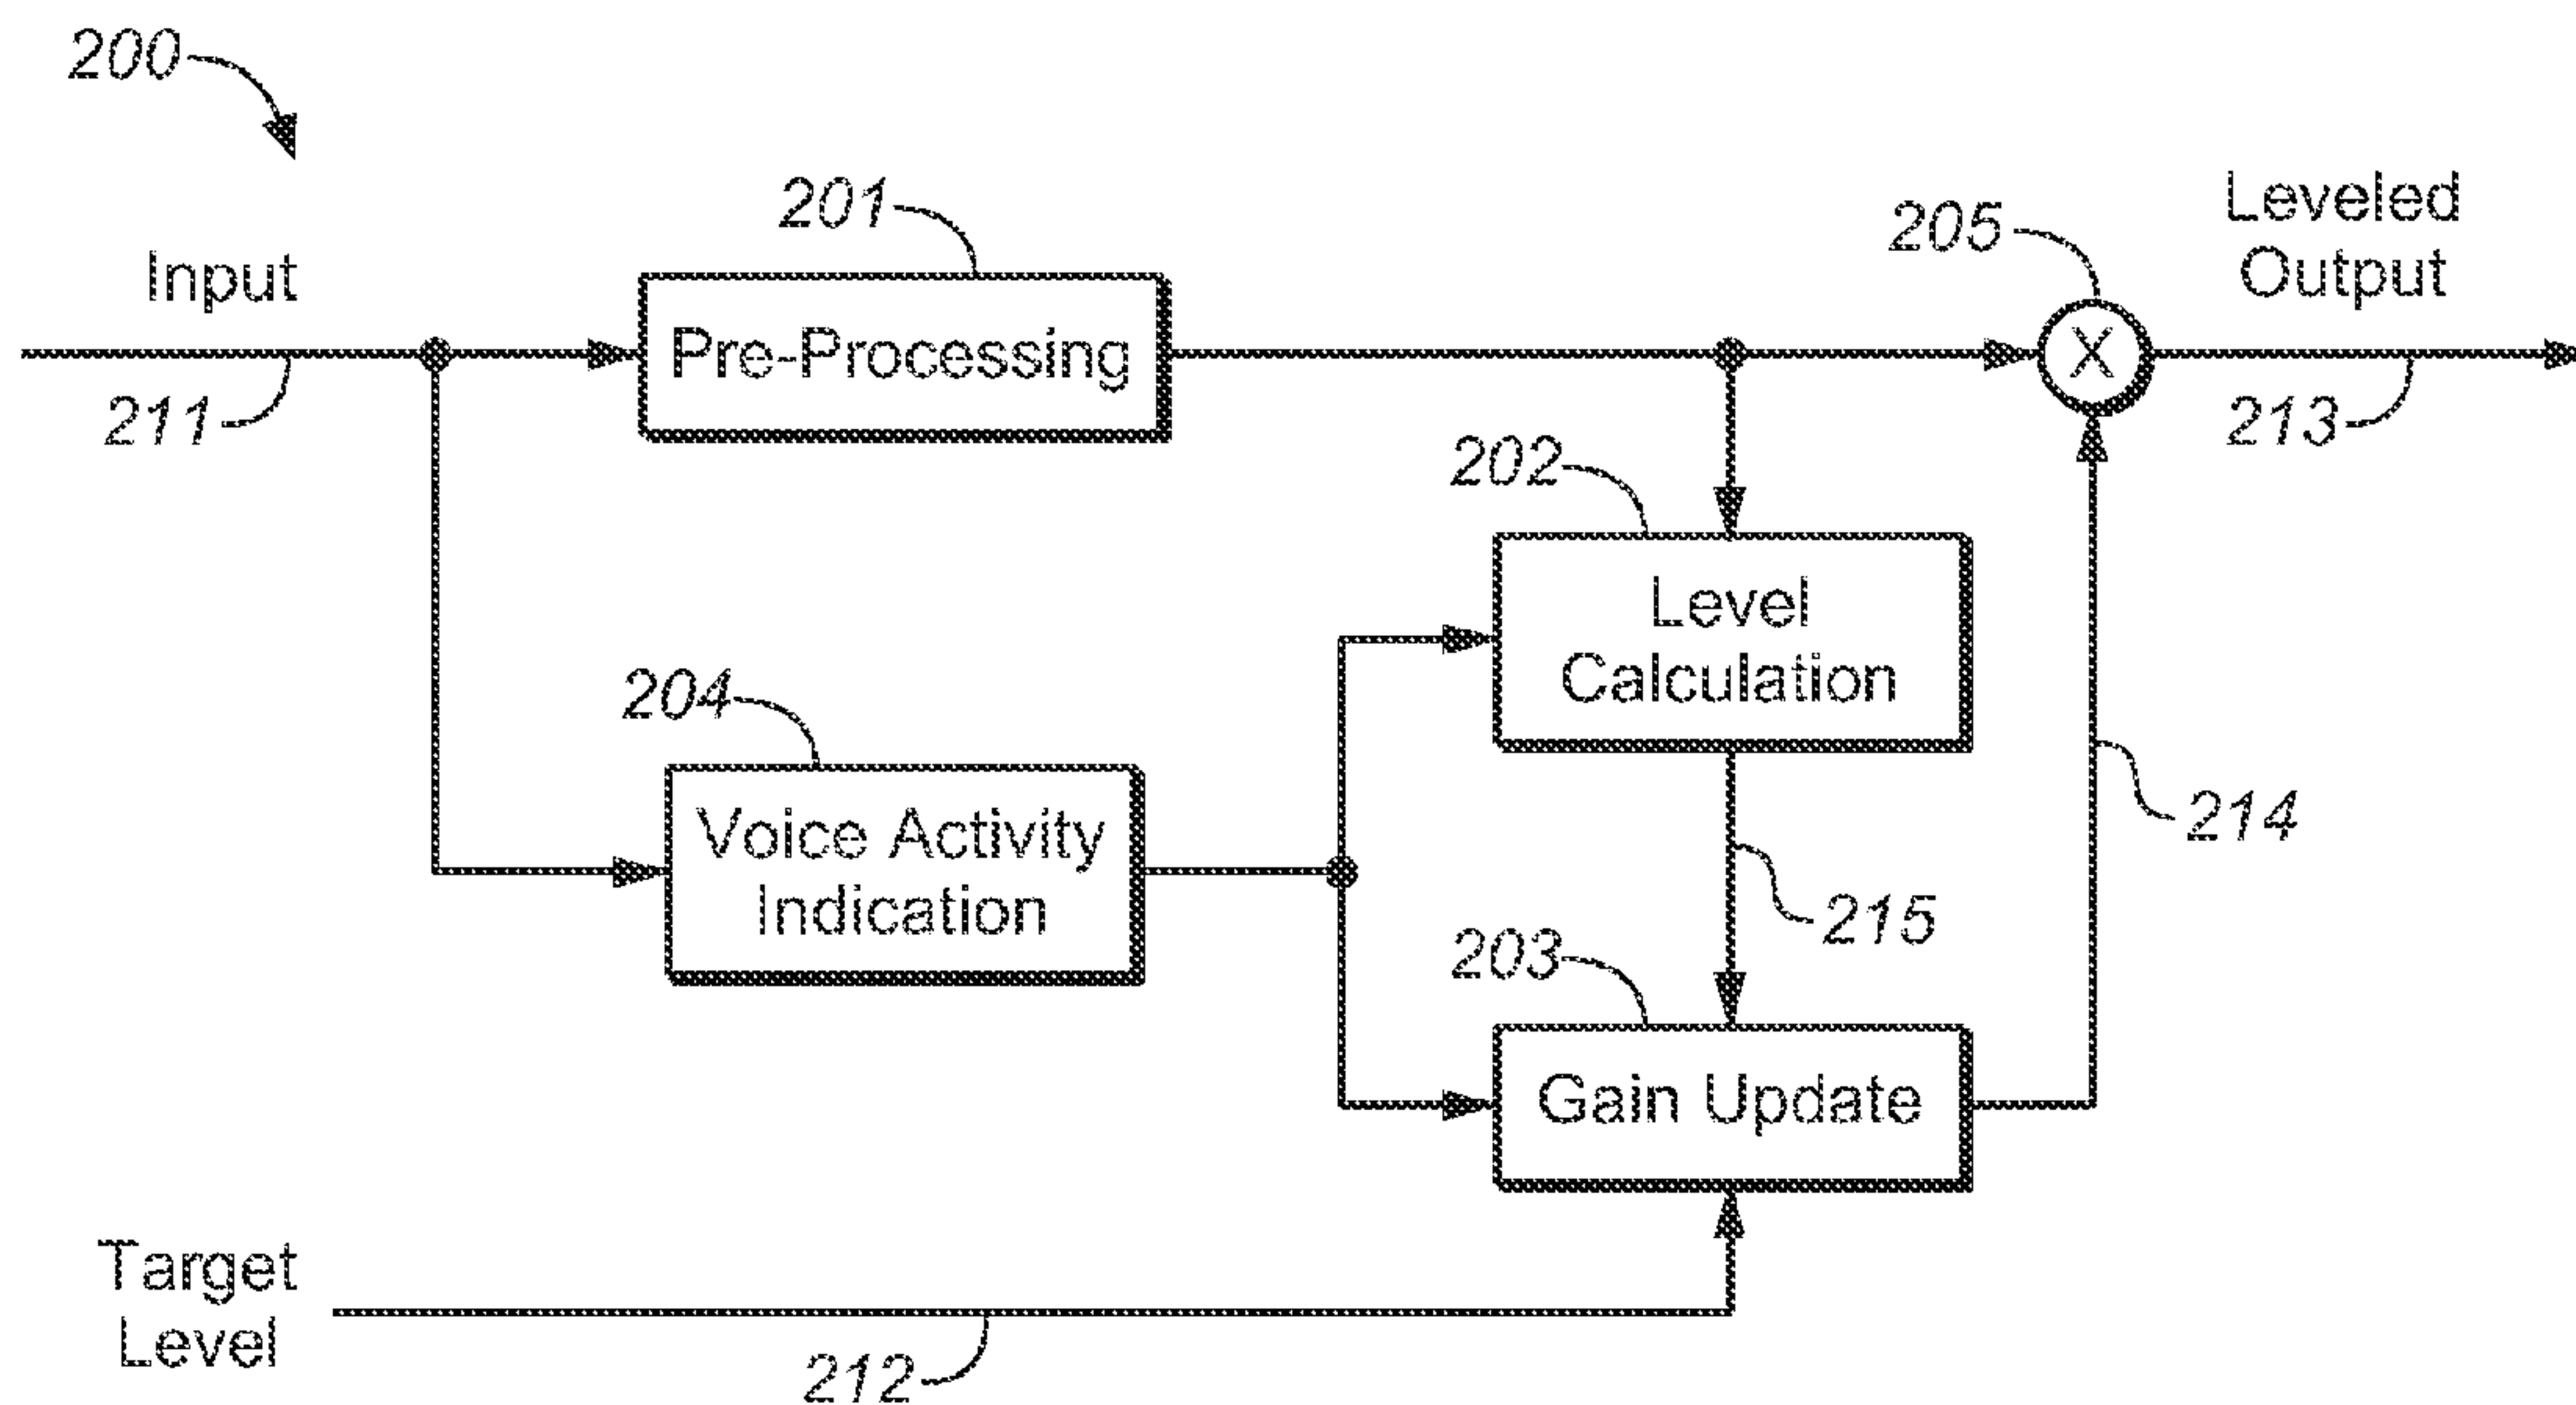 200
201
205
Leveled
Output
Input
Pre-Processing
X
211
213
202
Level
Calculation
204
Voice Activity
Indication
214
215
203
Gain Update
Target
Level
212